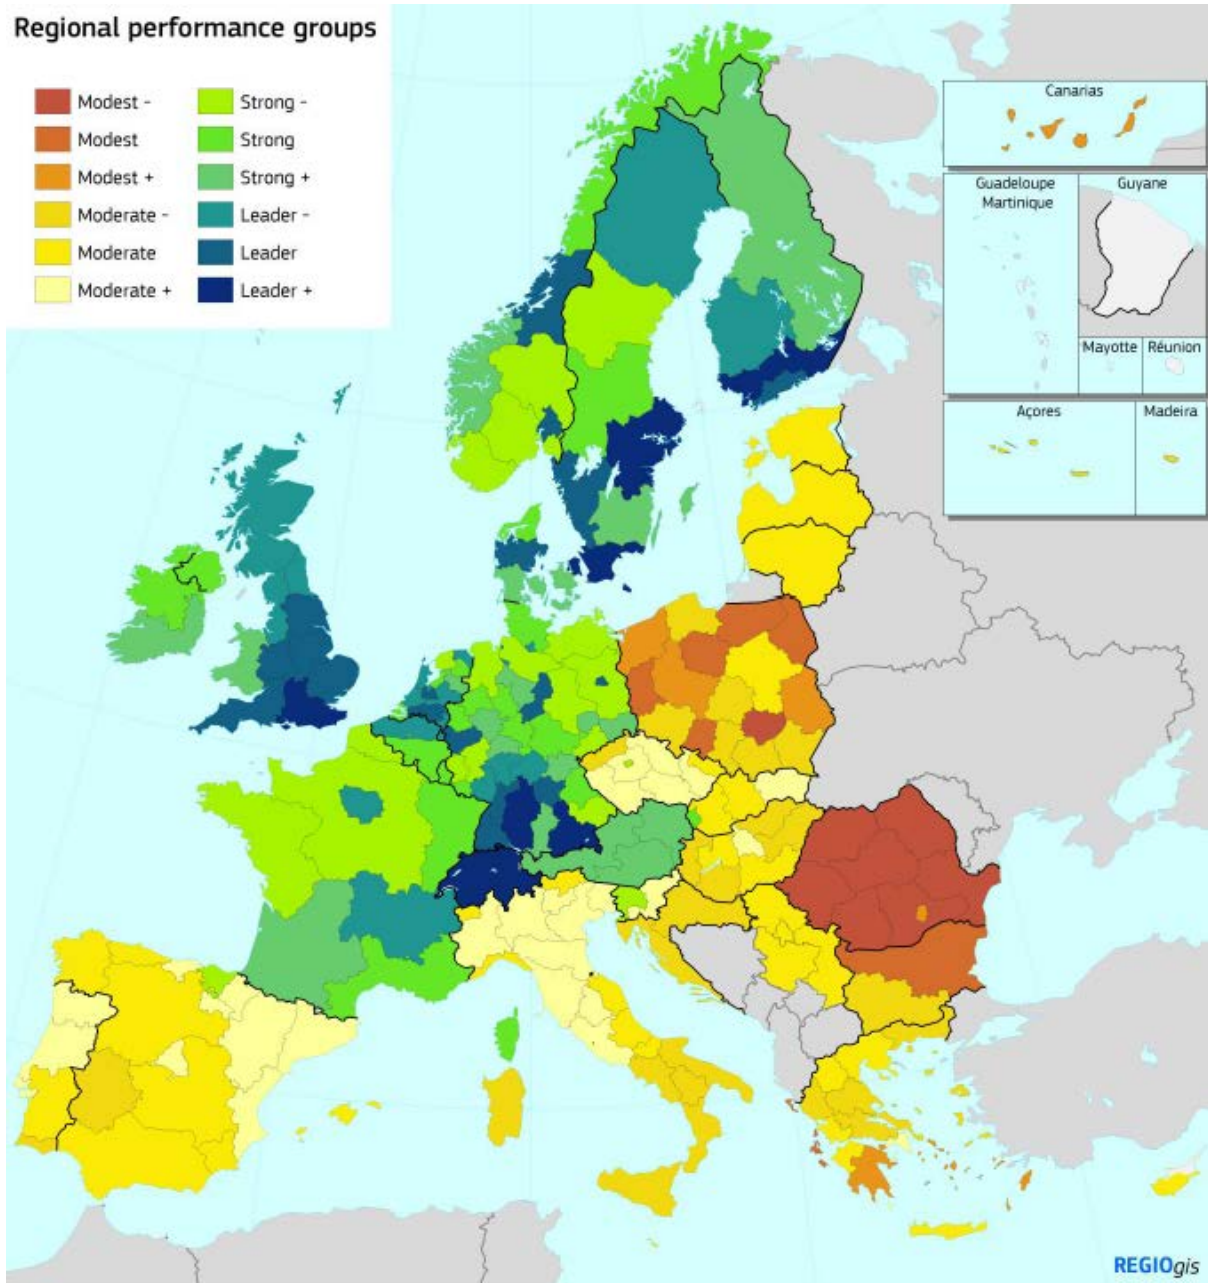 Regional performance groups
Modest -
Modest
Modest +
Moderate -
Moderate
Moderate +
Strong -
Strong
Strong +
Leader -
Leader
Leader +
Canarias
Guadeloupe
Martinique
Guyane
Mayotte
Réunion
Açores
Madeira
REGIOgis